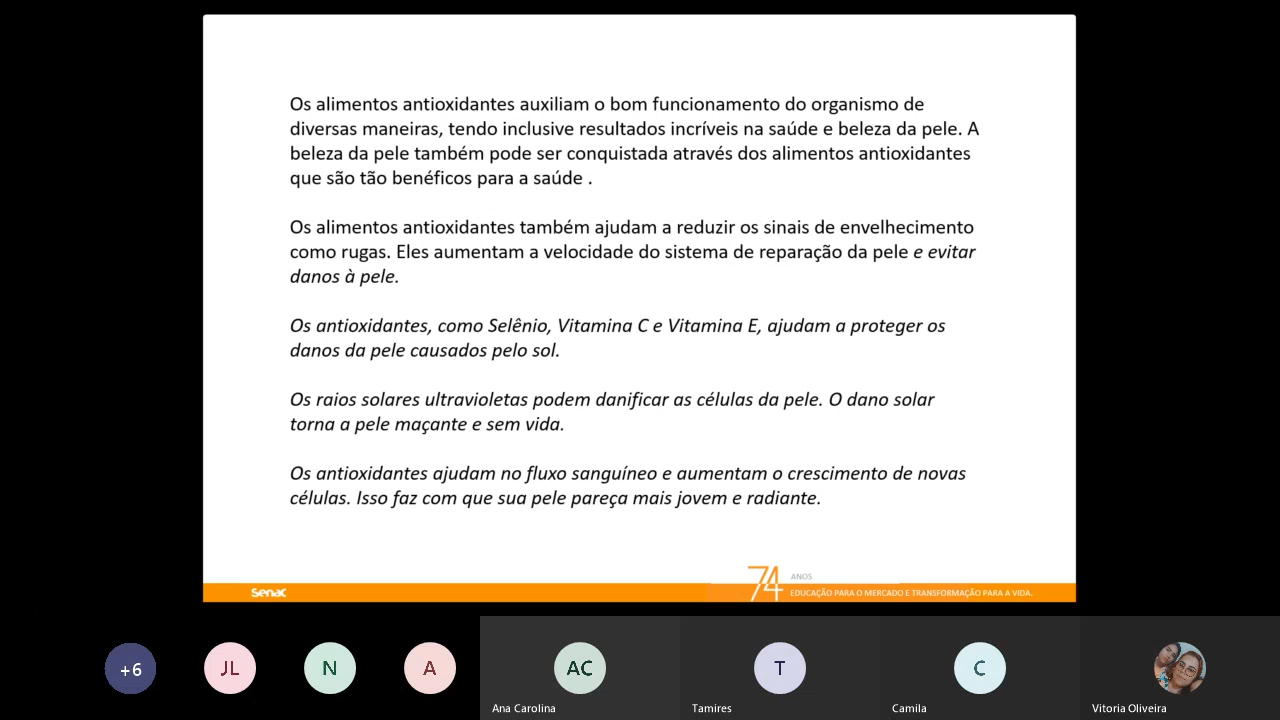 Os alimentos antioxidantes auxiliam o bom funcionamento do organismo de
diversas maneiras, tendo inclusive resultados incríveis na saúde e beleza da pele. A
beleza da pele também pode ser conquistada através dos alimentos antioxidantes
que são tão benéficos para a saúde .
Os alimentos antioxidantes também ajudam a reduzir os sinais de envelhecimento
como rugas. Eles aumentam a velocidade do sistema de reparação da pele e evitar
danos à pele.
Os antioxidantes, como Selênio, Vitamina C e Vitamina E, ajudam a proteger os
danos da pele causados pelo sol.
Os raios solares ultravioletas podem danificar as células da pele. O dano solar
torna a pele maçante e sem vida.
Os antioxidantes ajudam no fluxo sanguíneo e aumentam o crescimento de novas
células. Isso faz com que sua pele pareça mais jovem e radiante.
Senac
74 ANOS
EDUCAÇÃO PARA O MERCADO E TRANSFORMAÇÃO PARA A VIDA.
+6
JL
N
A
AC
T
C
Ana Carolina
Tamires
Camila
Vitoria Oliveira